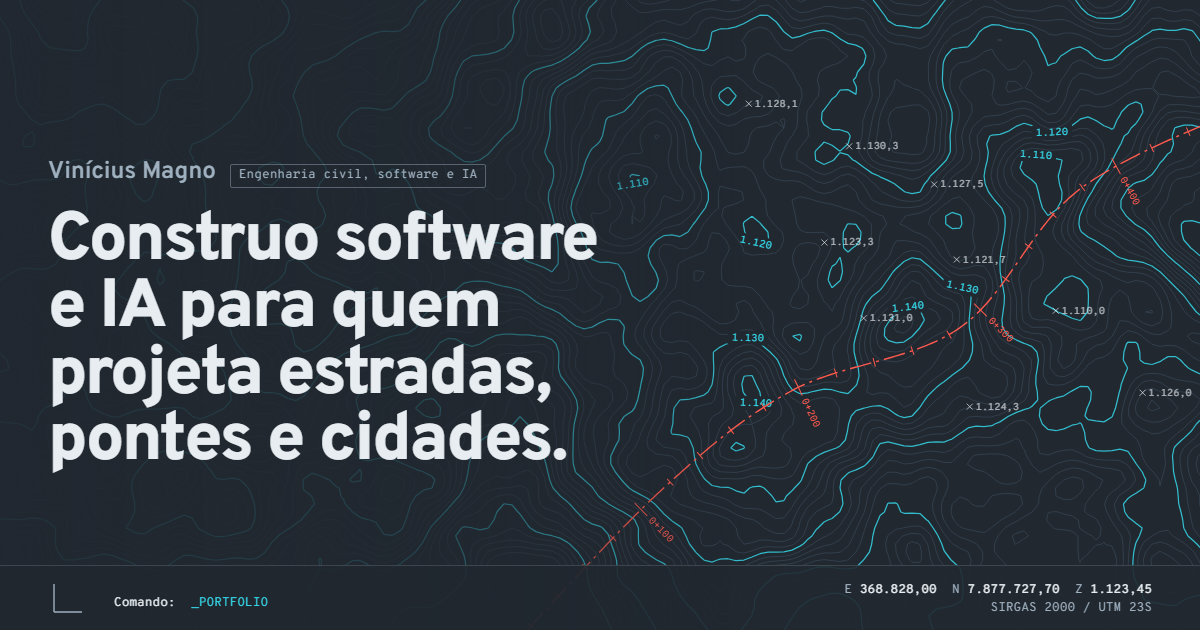 Vinícius Magno
Engenharia civil, software e IA
Construo software
e IA para quem
projeta estradas,
pontes e cidades.
1.128,1
1.130,3
1.120
1.110
1.127,5
0+400
1.110
1.120
1.123,3
1.121,7
1.130
1.140
1.131,0
1.110,0
0+300
1.130
1.140
0+200
1.124,3
1.126,0
0+100
Comando: _PORTFOLIO
E 368.828,00 N 7.877.727,70 Z 1.123,45
SIRGAS 2000 / UTM 23S